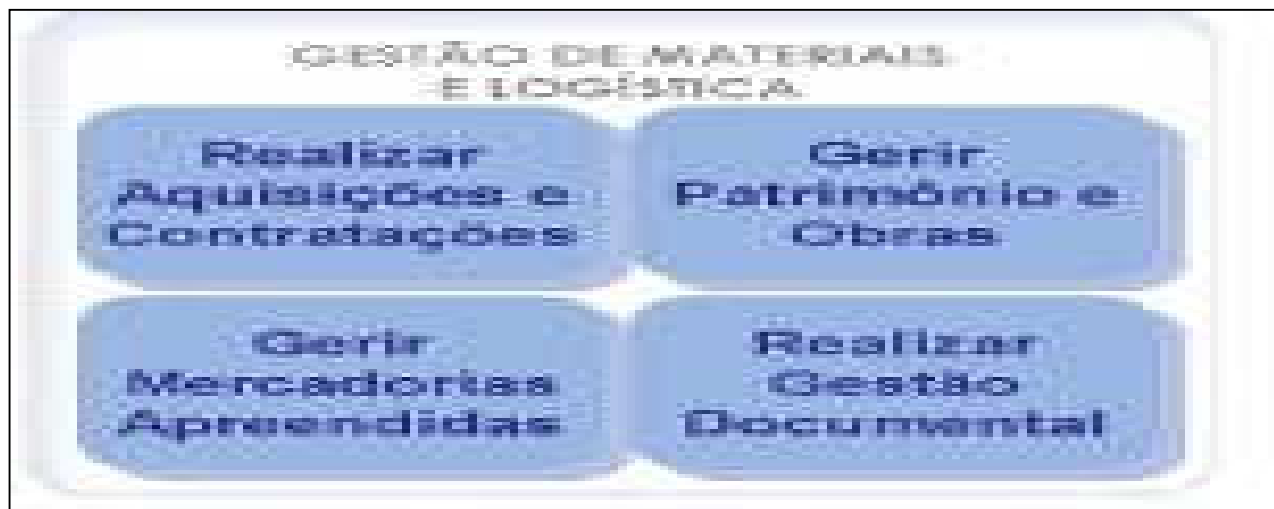 GESTÃO DE MATERIAIS
E LOGÍSTICA
Realizar
Aquisições e
Contratações
Gerir
Patrimônio e
Obras
Gerir
Mercadorias
Apreendidas
Realizar
Gestão
Documental